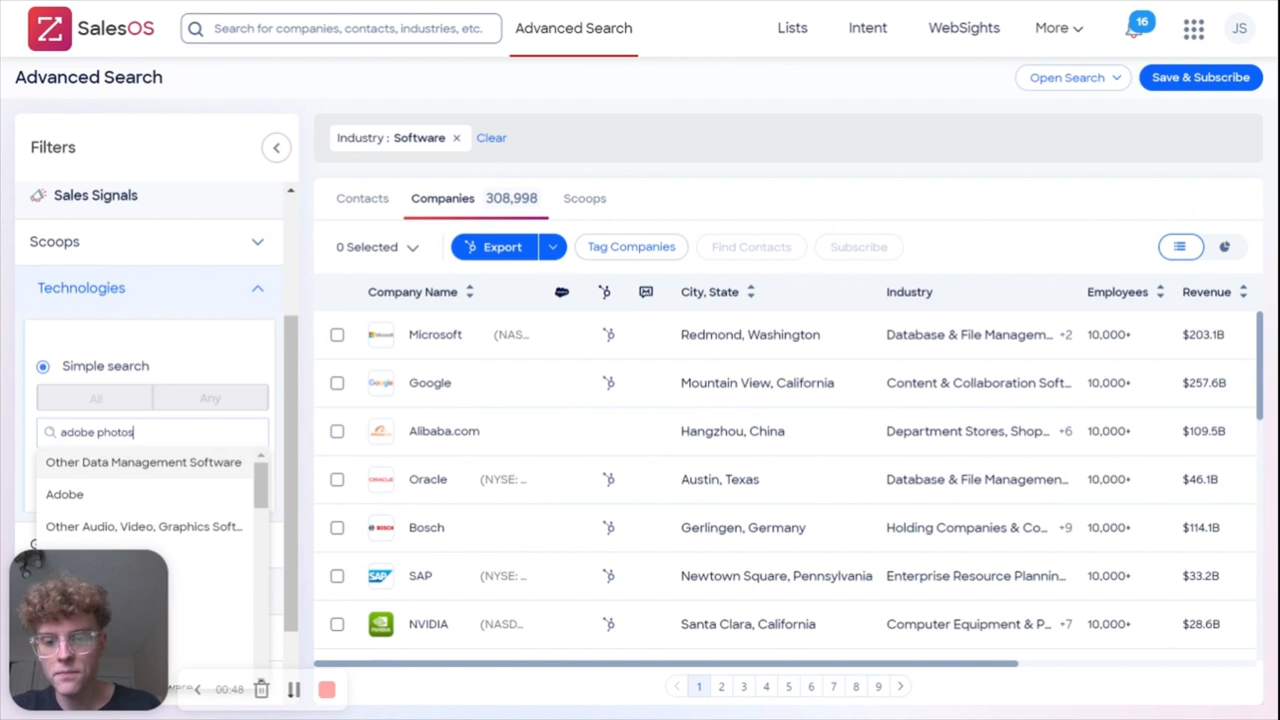 SalesOS
Search for companies, contacts, industries, etc.
Advanced Search
Lists
Intent
WebSights
More
16
JS
Advanced Search
Open Search
Save & Subscribe
Filters
Sales Signals
Scoops
Technologies
Simple search
All
Any
adobe photos
Other Data Management Software
Adobe
Other Audio, Video, Graphics Soft...
00:48
Industry : Software
Clear
Contacts
Companies 308,998
Scoops
0 Selected
Export
Tag Companies
Find Contacts
Subscribe
Company Name City, State Industry Employees Revenue
Microsoft (NAS... Redmond, Washington Database & File Managem... +2 10,000+ $203.1B
Google Mountain View, California Content & Collaboration Soft... 10,000+ $257.6B
Alibaba.com Hangzhou, China Department Stores, Shop... +6 10,000+ $109.5B
Oracle (NYSE: ... Austin, Texas Database & File Managemen... 10,000+ $46.1B
Bosch Gerlingen, Germany Holding Companies & Co... +9 10,000+ $114.1B
SAP (NYSE: ... Newtown Square, Pennsylvania Enterprise Resource Plannin... 10,000+ $33.2B
NVIDIA (NASD... Santa Clara, California Computer Equipment & P... +7 10,000+ $28.6B
1 2 3 4 5 6 7 8 9